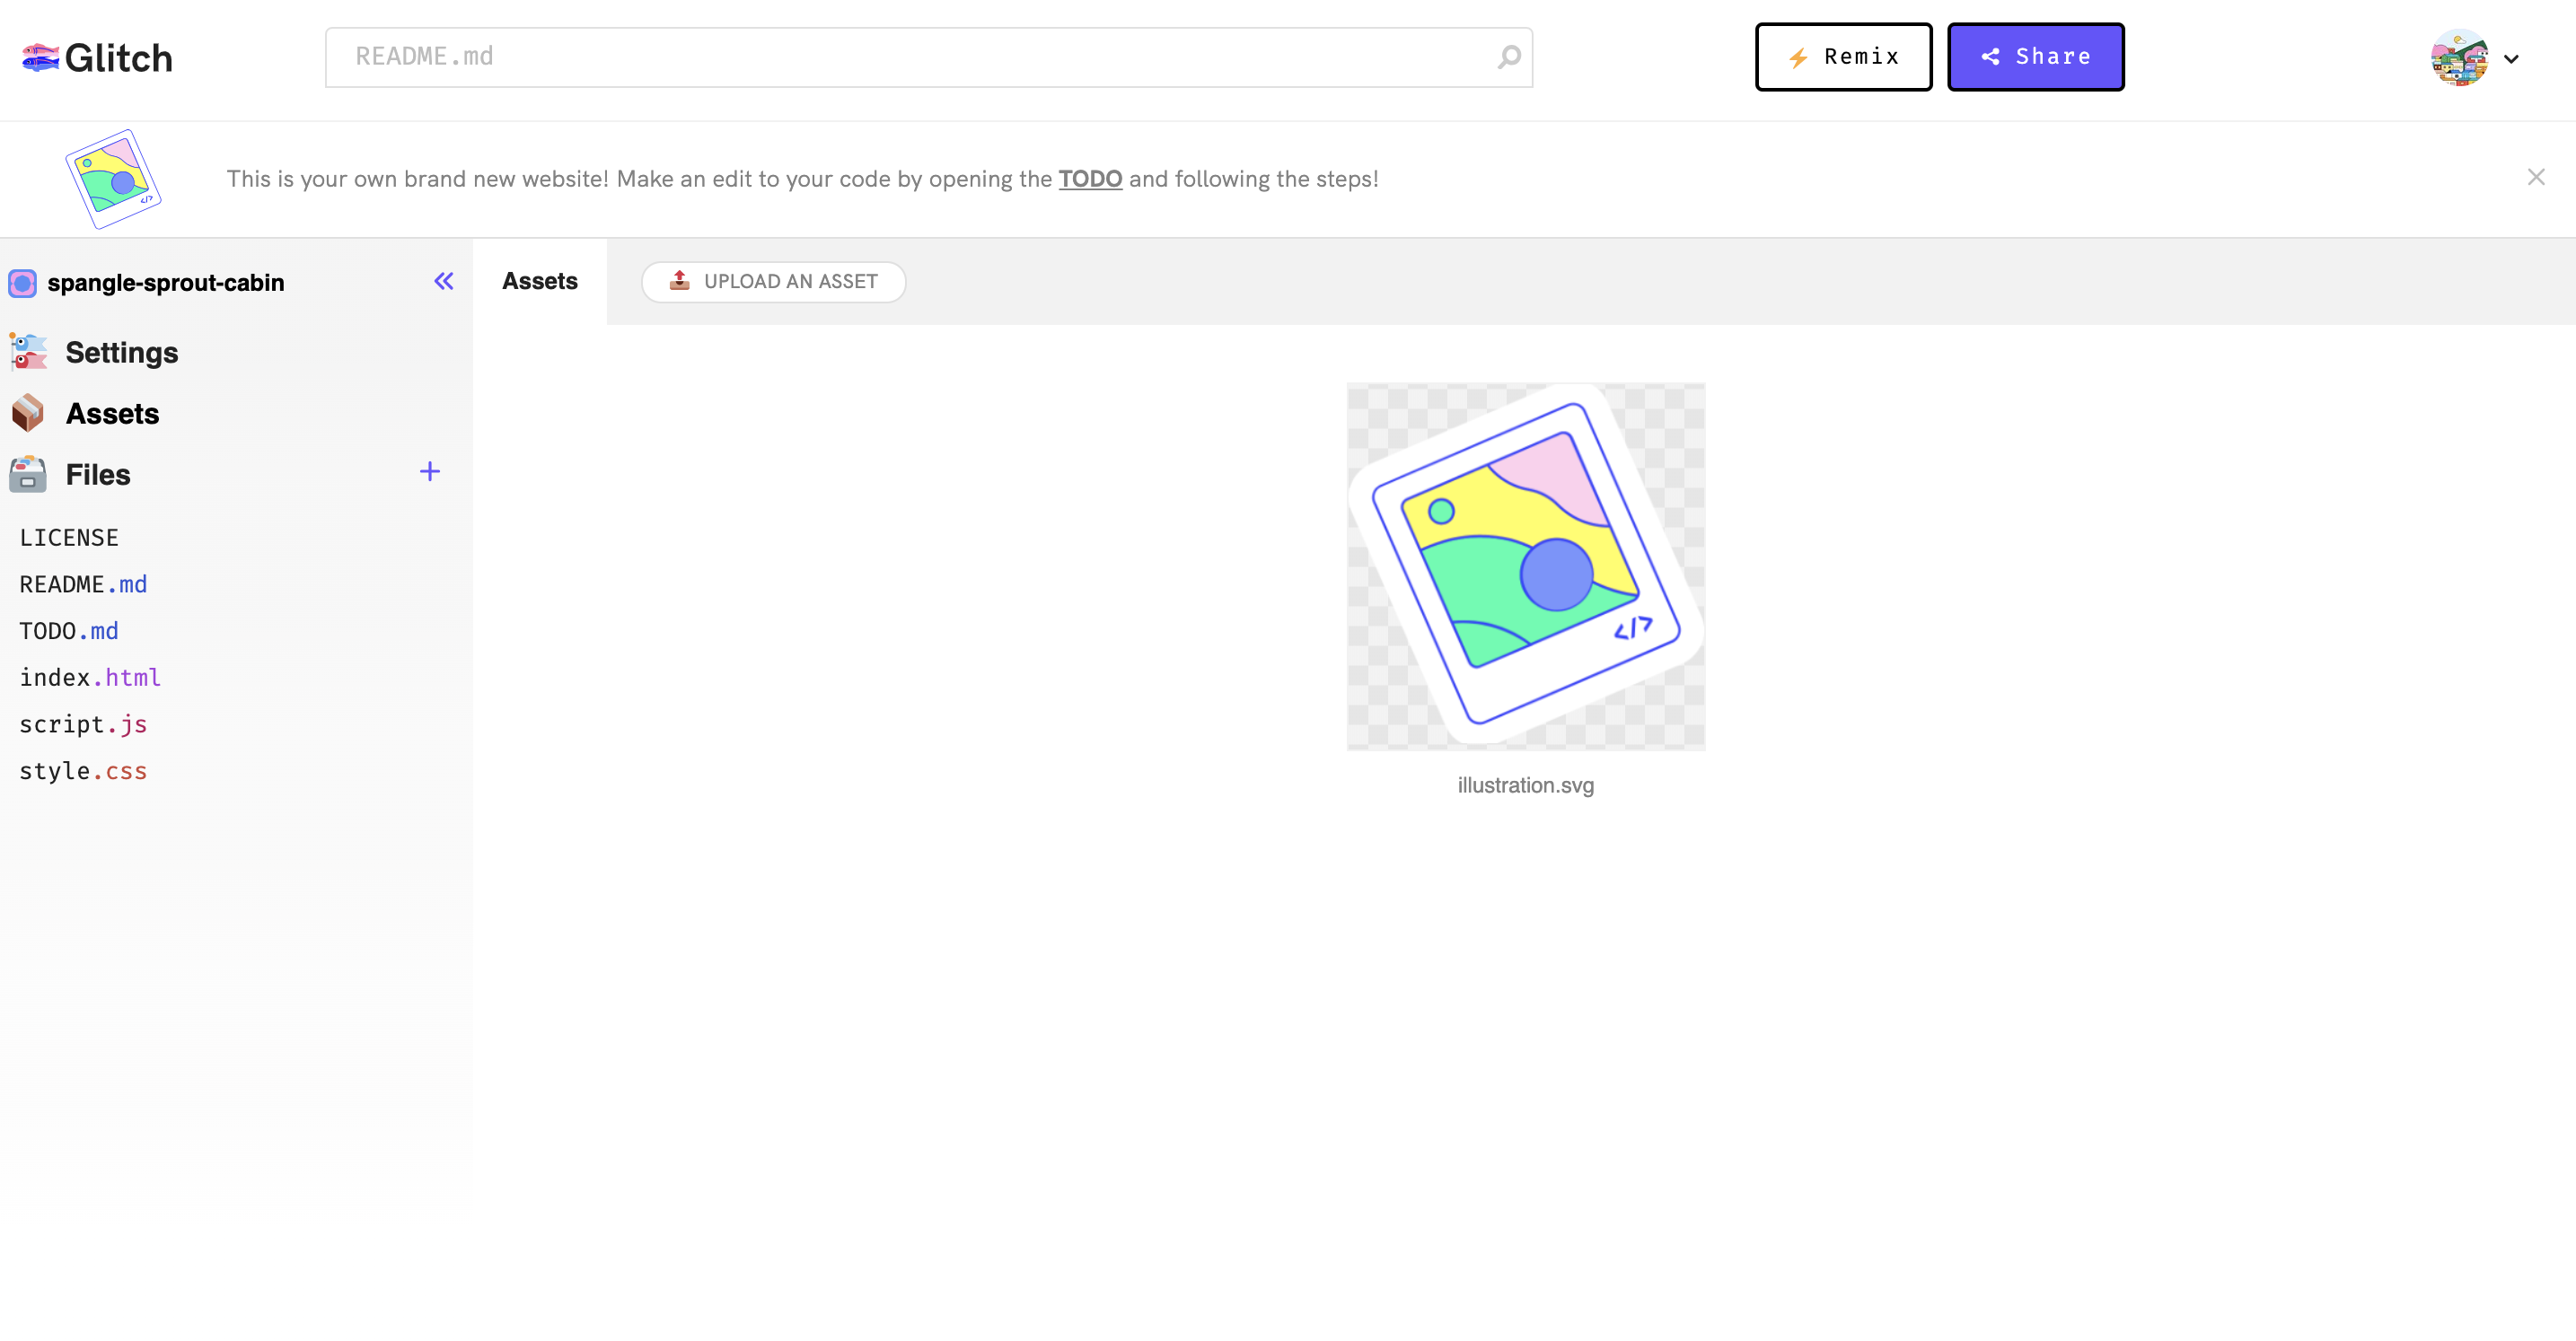 Glitch
README.md
Remix
Share
This is your own brand new website! Make an edit to your code by opening the TODO and following the steps!
spangle-sprout-cabin
Assets
UPLOAD AN ASSET
Settings
Assets
Files
LICENSE
README.md
TODO.md
index.html
script.js
style.css
</>
illustration.svg